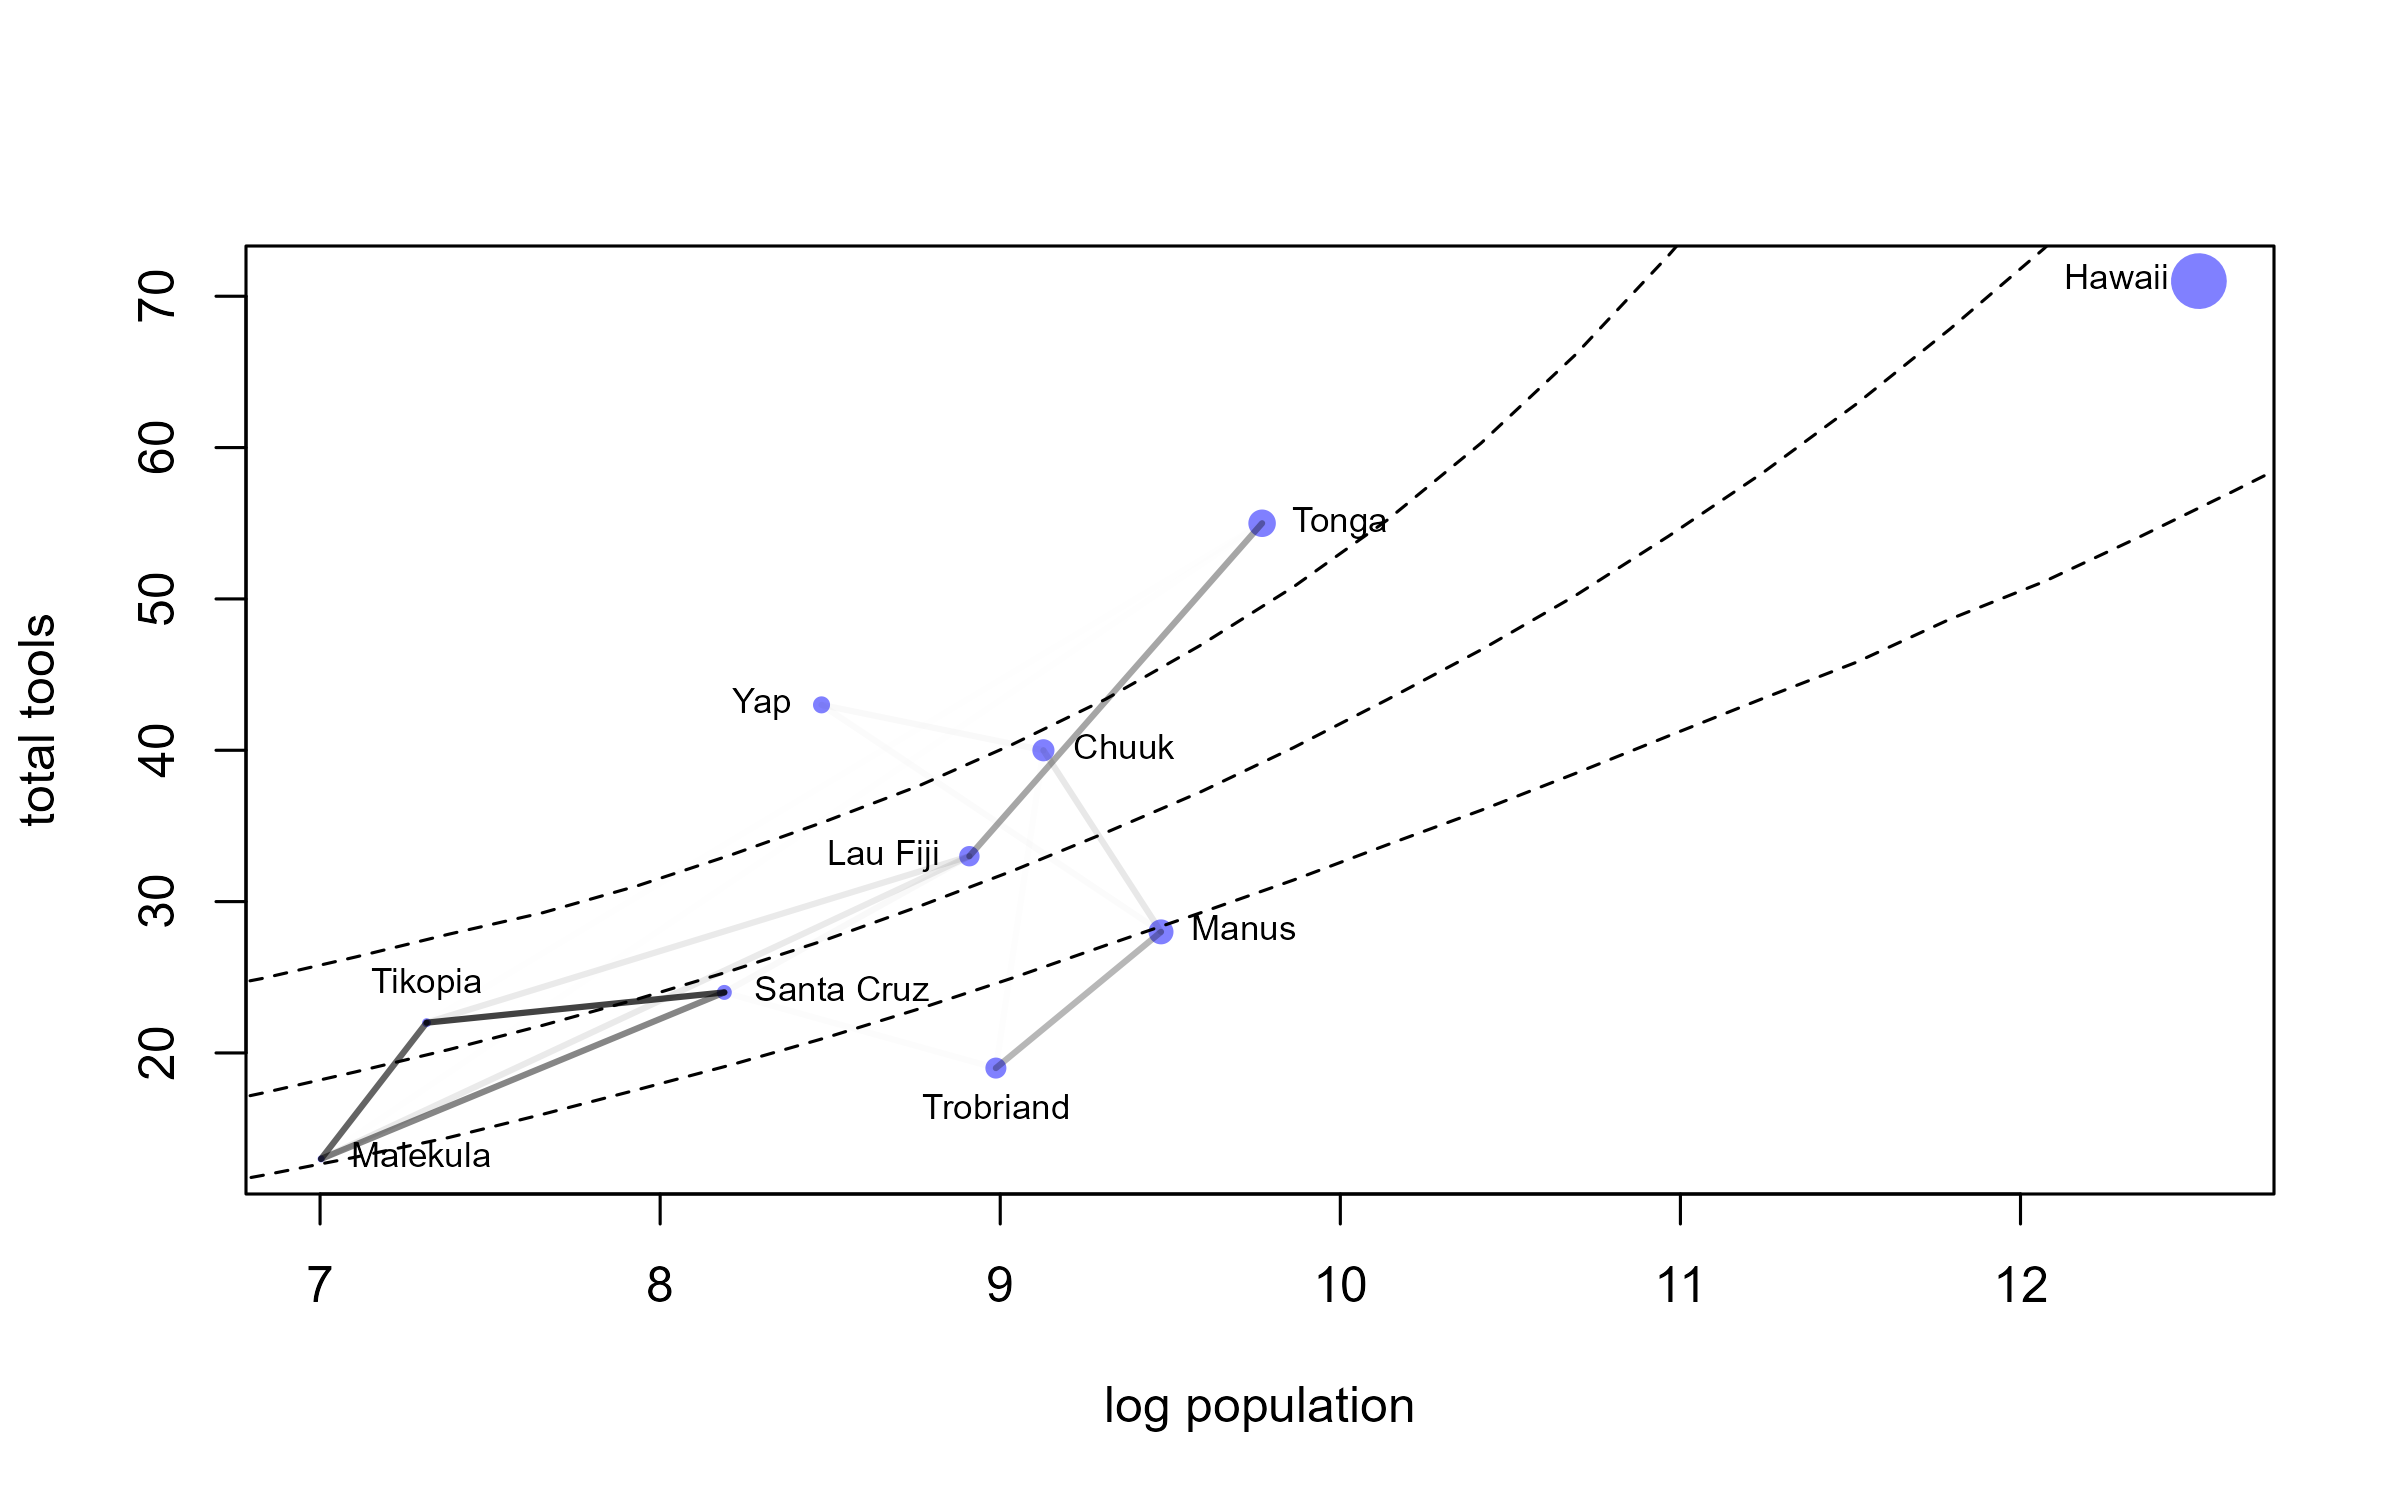 70
60
50
40
30
20
total tools
Hawaii
Tonga
Yap
Chuuk
Lau Fiji
Manus
Tikopia
Santa Cruz
Trobriand
Malekula
7 8 9 10 11 12
log population